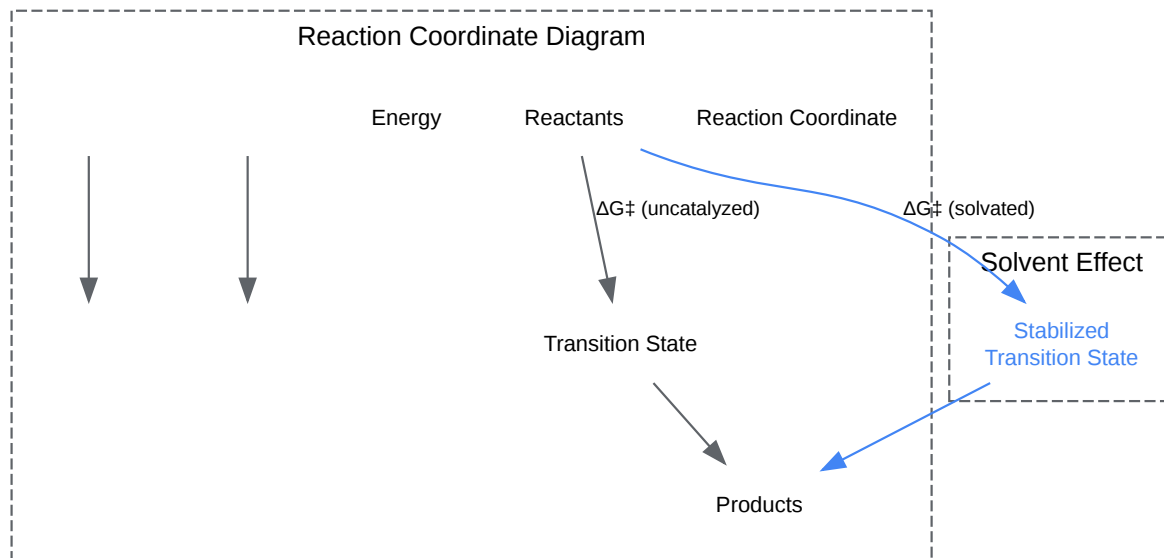 Reaction Coordinate Diagram
Energy
Reactants
Reaction Coordinate
ΔG‡ (uncatalyzed)
ΔG‡ (solvated)
Solvent Effect
Stabilized
Transition State
Transition State
Products